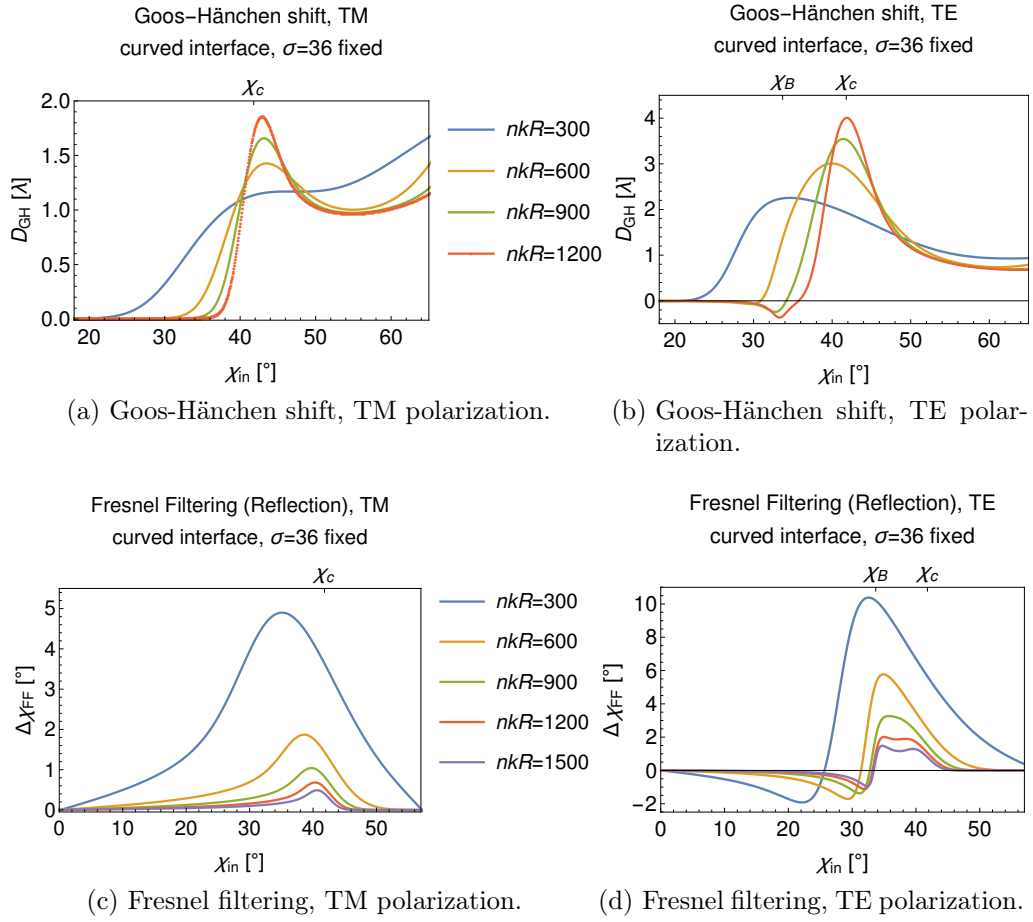 Goos–Hänchen shift, TM
curved interface, σ=36 fixed
χc
2.0
1.5
1.0
0.5
0.0
DGH [λ]
20 30 40 50 60
χin [°]
nkR=300
nkR=600
nkR=900
nkR=1200
(a) Goos-Hänchen shift, TM polarization.
Goos–Hänchen shift, TE
curved interface, σ=36 fixed
χB χc
4
3
2
1
0
DGH [λ]
20 30 40 50 60
χin [°]
(b) Goos-Hänchen shift, TE polar-
ization.
Fresnel Filtering (Reflection), TM
curved interface, σ=36 fixed
χc
5
4
3
2
1
0
ΔχFF [°]
0 10 20 30 40 50
χin [°]
nkR=300
nkR=600
nkR=900
nkR=1200
nkR=1500
(c) Fresnel filtering, TM polarization.
Fresnel Filtering (Reflection), TE
curved interface, σ=36 fixed
χB χc
10
8
6
4
2
0
−2
ΔχFF [°]
0 10 20 30 40 50
χin [°]
(d) Fresnel filtering, TE polarization.